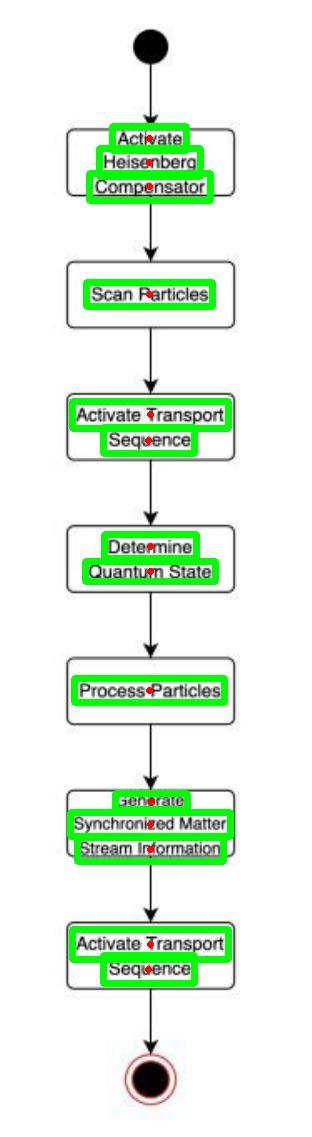 Activate
Heisenberg
Compensator
Scan Particles
Activate Transport
Sequence
Determine
Quantum State
Process Particles
Generate
Synchronized Matter
Stream Information
Activate Transport
Sequence